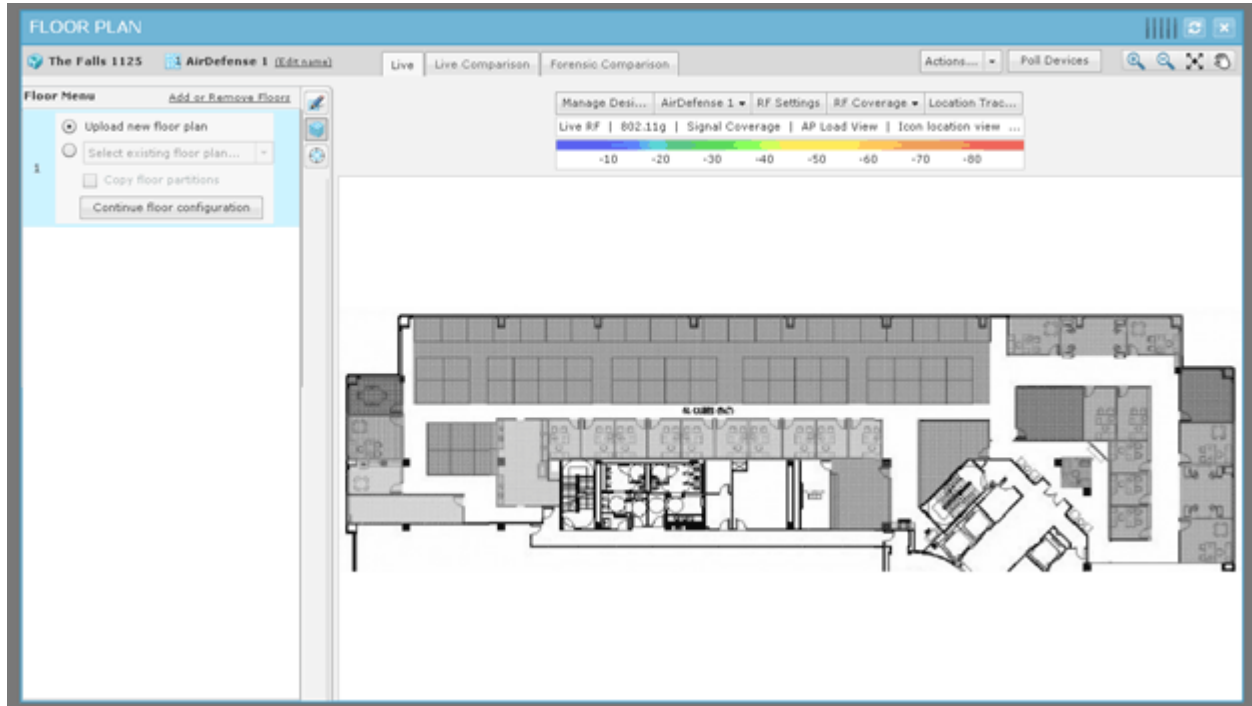 FLOOR PLAN
The Falls 1125 1 AirDefense 1 (Edit name) Live Live Comparison Forensic Comparison Actions... Poll Devices
Floor Menu Add or Remove Floors
Upload new floor plan
Select existing floor plan...
1
Copy floor partitions
Continue floor configuration
Manage Desi... AirDefense 1 RF Settings RF Coverage Location Trac...
Live RF | 802.11g | Signal Coverage | AP Load View | Icon location view ...
-10 -20 -30 -40 -50 -60 -70 -80